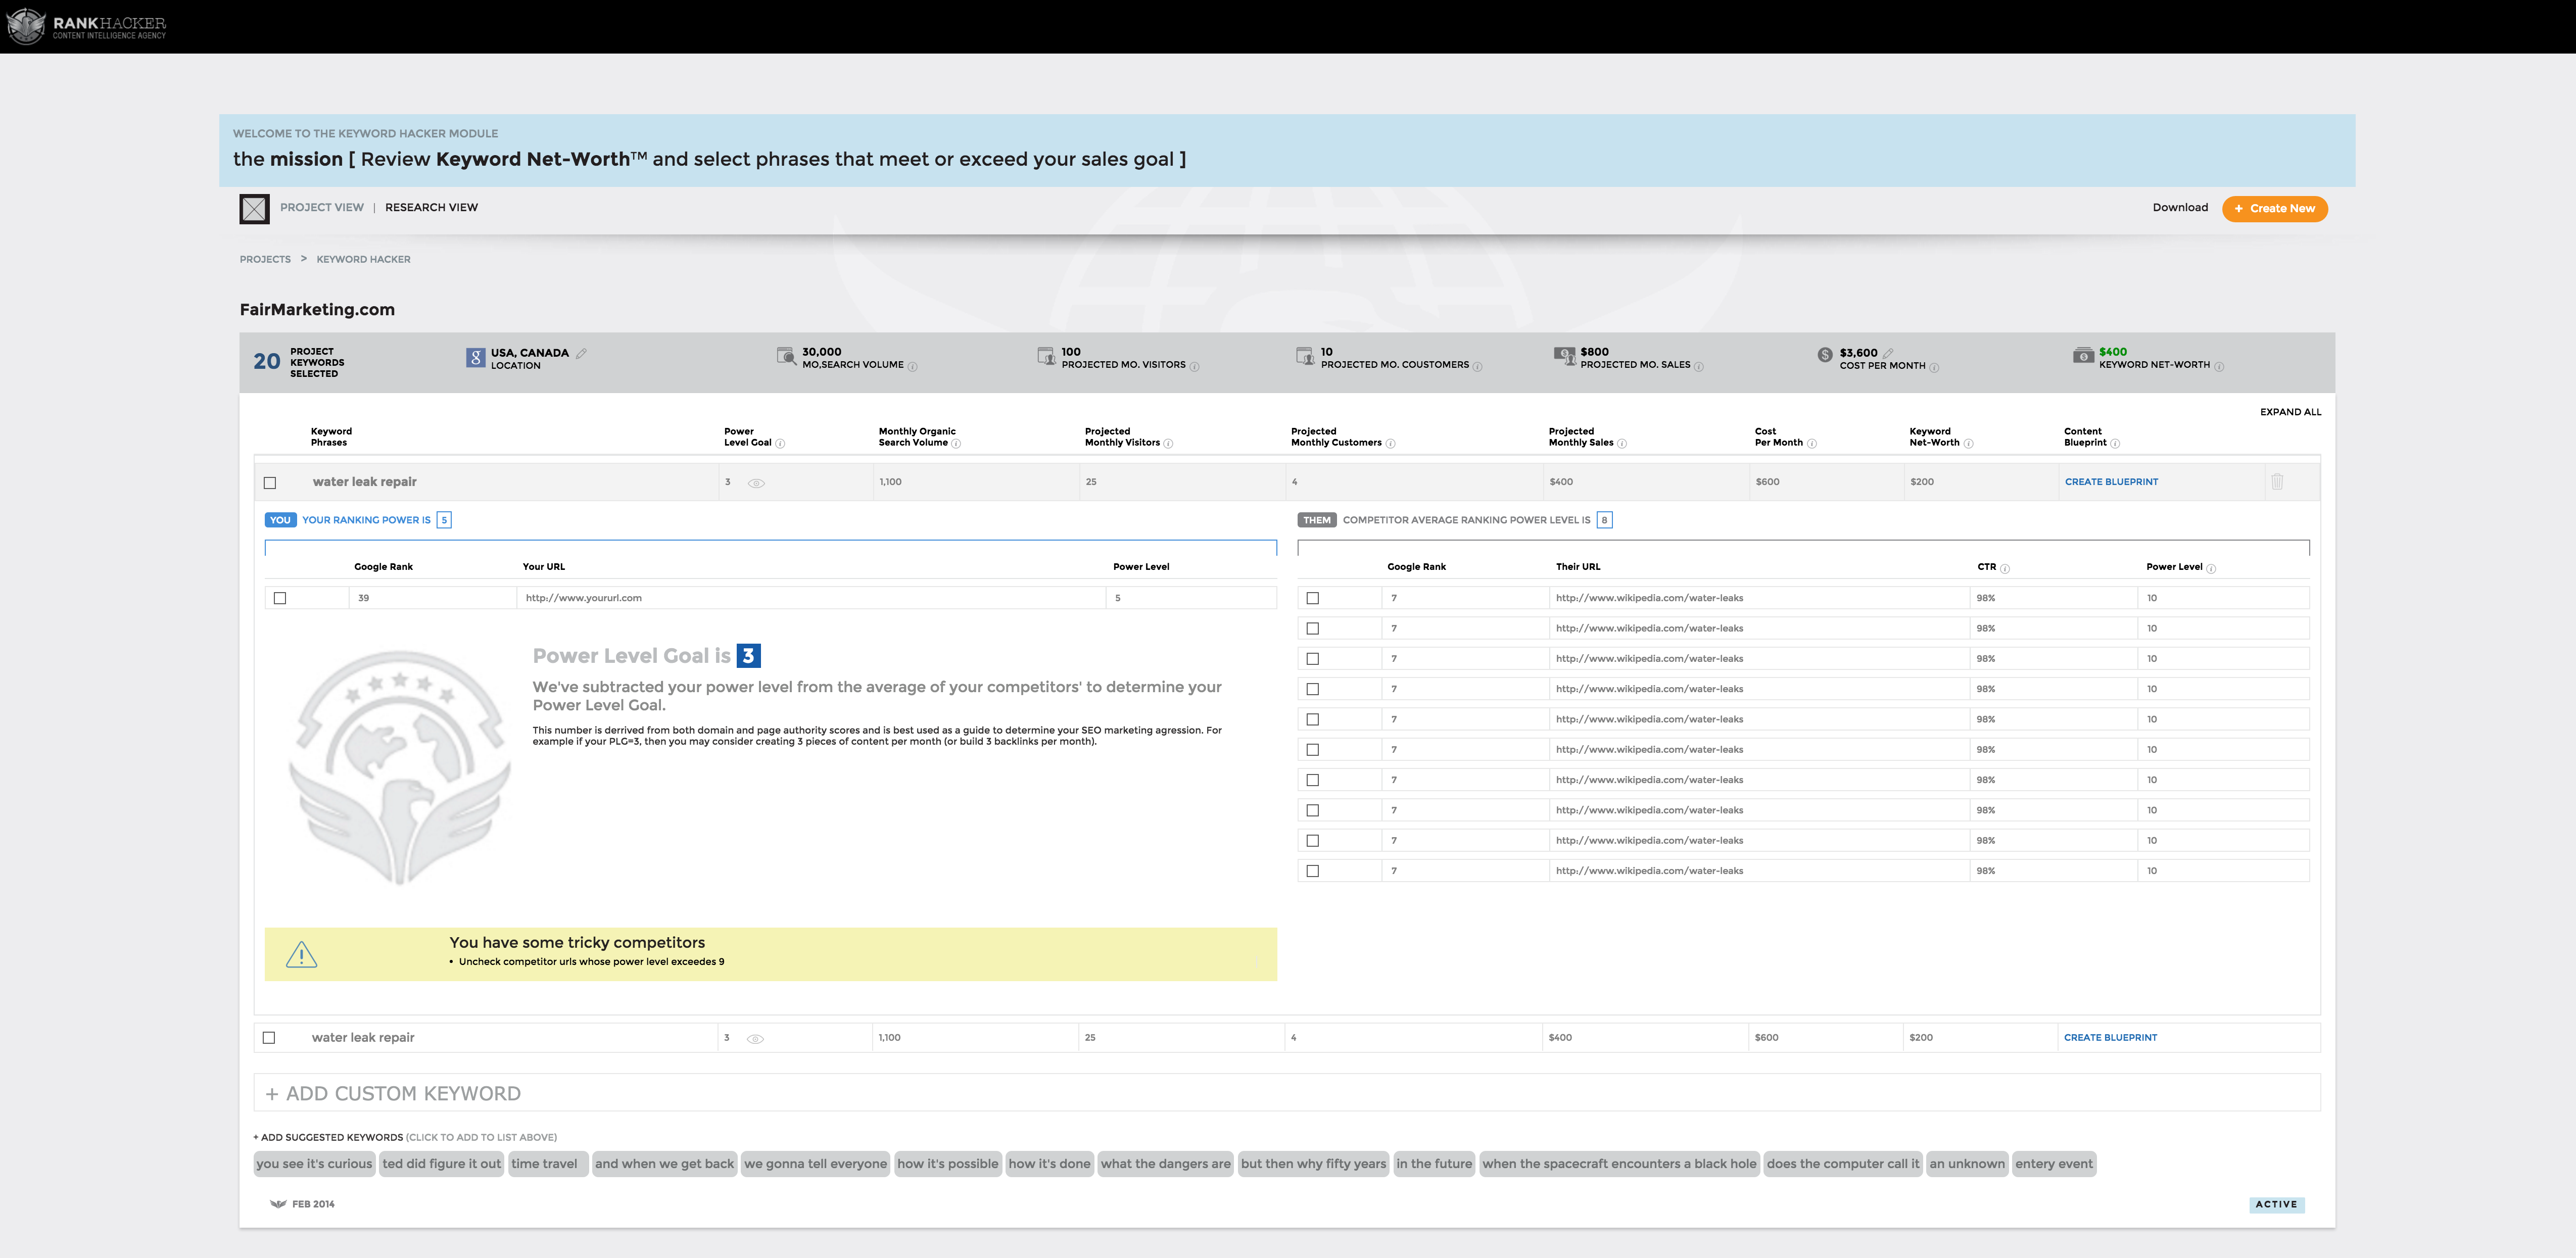 RANKHACKER
CONTENT INTELLIGENCE AGENCY
WELCOME TO THE KEYWORD HACKER MODULE
the mission [ Review Keyword Net-Worth™ and select phrases that meet or exceed your sales goal ]
PROJECT VIEW | RESEARCH VIEW
Download
+ Create New
PROJECTS > KEYWORD HACKER
FairMarketing.com
20 PROJECT KEYWORDS SELECTED
g USA, CANADA
LOCATION
30,000
MO,SEARCH VOLUME
100
PROJECTED MO. VISITORS
10
PROJECTED MO. COUSTOMERS
$800
PROJECTED MO. SALES
$3,600
COST PER MONTH
$400
KEYWORD NET-WORTH
EXPAND ALL
Keyword Phrases
Power Level Goal
Monthly Organic Search Volume
Projected Monthly Visitors
Projected Monthly Customers
Projected Monthly Sales
Cost Per Month
Keyword Net-Worth
Content Blueprint
water leak repair 3 1,100 25 4 $400 $600 $200 CREATE BLUEPRINT
YOU YOUR RANKING POWER IS 5
Google Rank Your URL Power Level
39 http://www.yoururl.com 5
Power Level Goal is 3
We've subtracted your power level from the average of your competitors' to determine your
Power Level Goal.
This number is derrived from both domain and page authority scores and is best used as a guide to determine your SEO marketing agression. For
example if your PLG=3, then you may consider creating 3 pieces of content per month (or build 3 backlinks per month).
You have some tricky competitors
• Uncheck competitor urls whose power level exceedes 9
THEM COMPETITOR AVERAGE RANKING POWER LEVEL IS 8
Google Rank Their URL CTR Power Level
7 http://www.wikipedia.com/water-leaks 98% 10
7 http://www.wikipedia.com/water-leaks 98% 10
7 http://www.wikipedia.com/water-leaks 98% 10
7 http://www.wikipedia.com/water-leaks 98% 10
7 http://www.wikipedia.com/water-leaks 98% 10
7 http://www.wikipedia.com/water-leaks 98% 10
7 http://www.wikipedia.com/water-leaks 98% 10
7 http://www.wikipedia.com/water-leaks 98% 10
7 http://www.wikipedia.com/water-leaks 98% 10
7 http://www.wikipedia.com/water-leaks 98% 10
water leak repair 3 1,100 25 4 $400 $600 $200 CREATE BLUEPRINT
+ ADD CUSTOM KEYWORD
+ ADD SUGGESTED KEYWORDS (CLICK TO ADD TO LIST ABOVE)
you see it's curious ted did figure it out time travel and when we get back we gonna tell everyone how it's possible how it's done what the dangers are but then why fifty years in the future when the spacecraft encounters a black hole does the computer call it an unknown entery event
FEB 2014
ACTIVE